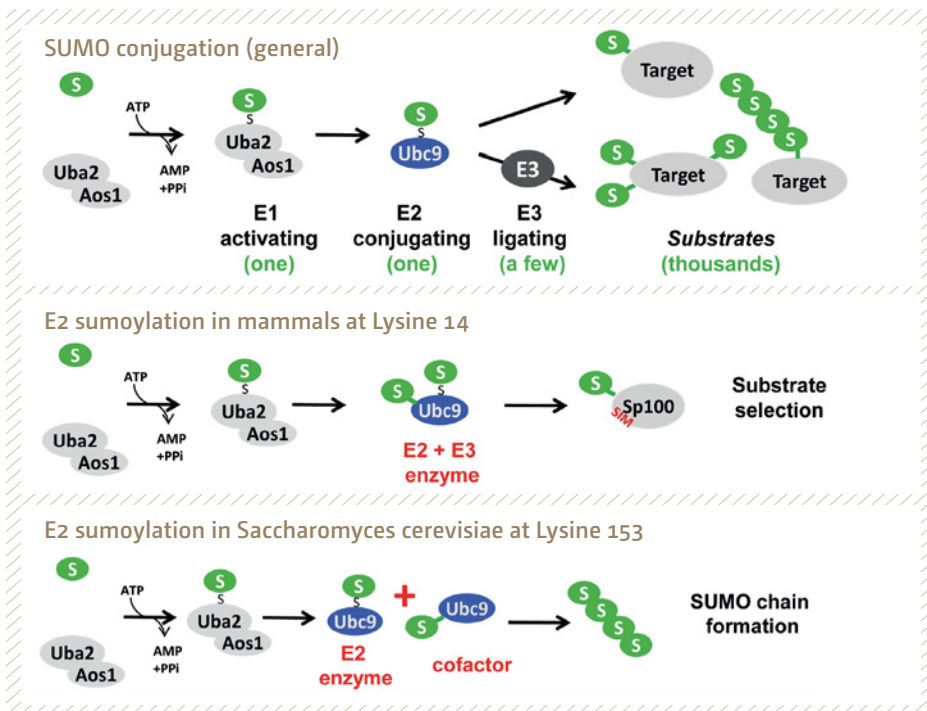 SUMO conjugation (general)
S
ATP
AMP
+PPi
Uba2
Aos1
S
S
Uba2
Aos1
S
S
Ubc9
E3
S
Target
S
S
S
S
S
Target
S
S
S
Target
E1
activating
(one)
E2
conjugating
(one)
E3
ligating
(a few)
Substrates
(thousands)
E2 sumoylation in mammals at Lysine 14
S
ATP
AMP
+PPi
Uba2
Aos1
S
S
Uba2
Aos1
S
S
S
Ubc9
E2 + E3
enzyme
S
Sp100
SIM
Substrate
selection
E2 sumoylation in Saccharomyces cerevisiae at Lysine 153
S
ATP
AMP
+PPi
Uba2
Aos1
S
S
Uba2
Aos1
S
S
Ubc9
E2
enzyme
+
Ubc9
S
cofactor
S
S
S
S
SUMO chain
formation